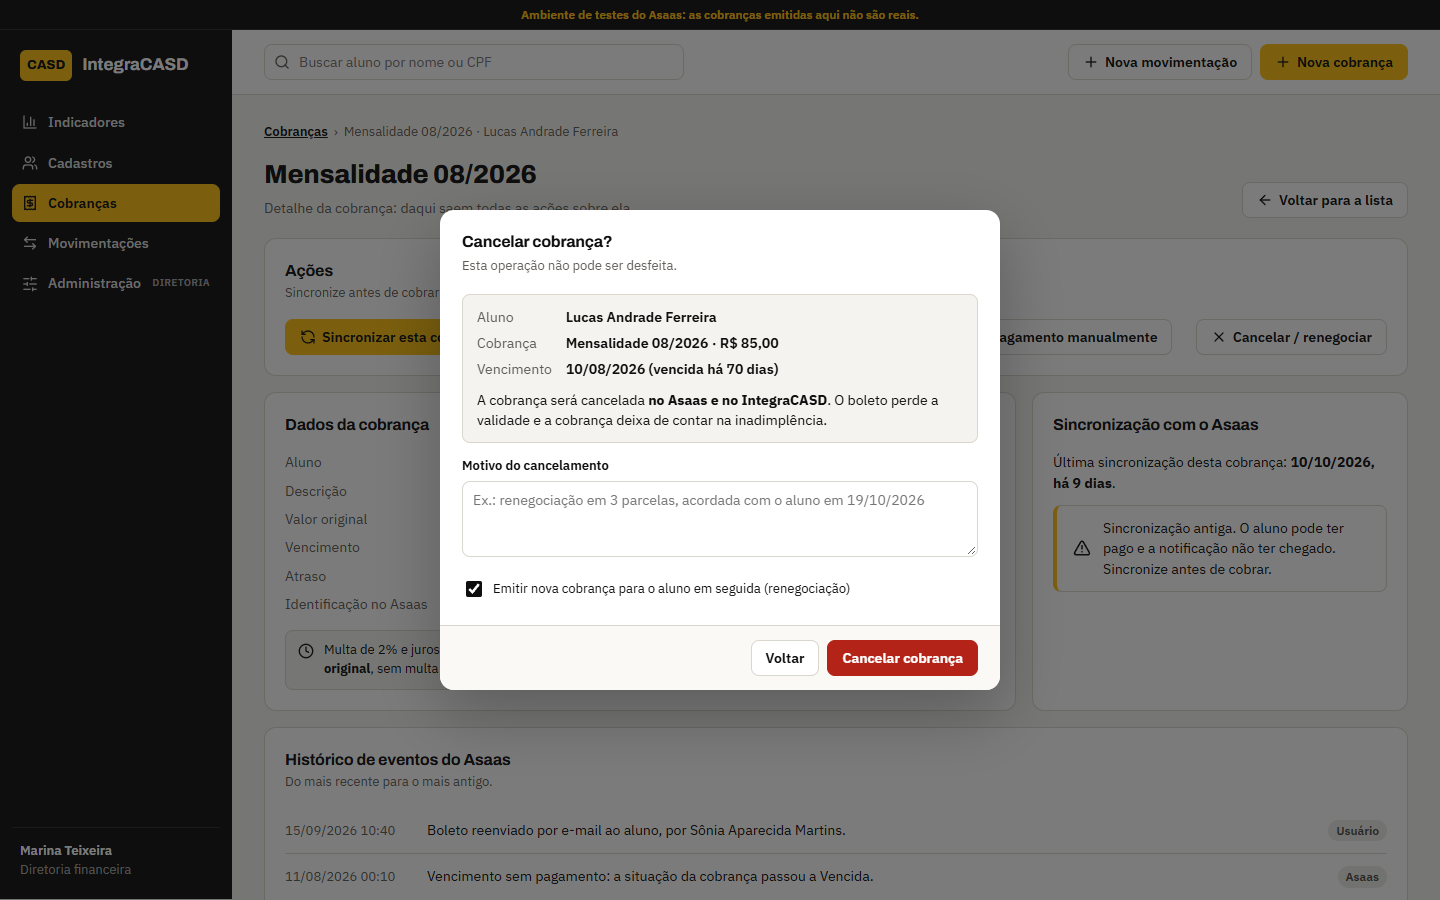 Ambiente de testes do Asaas: as cobranças emitidas aqui não são reais.
CASD IntegraCASD
Buscar aluno por nome ou CPF
Nova movimentação
Nova cobrança
Indicadores
Cadastros
Cobranças
Movimentações
Administração DIRETORIA
Marina Teixeira
Diretoria financeira
Cobranças › Mensalidade 08/2026 · Lucas Andrade Ferreira
Mensalidade 08/2026
Detalhe da cobrança: daqui saem todas as ações sobre ela
Voltar para a lista
Ações
Sincronize antes de cobrar
Sincronizar esta
agamento manualmente
Cancelar / renegociar
Cancelar cobrança?
Esta operação não pode ser desfeita.
Aluno Lucas Andrade Ferreira
Cobrança Mensalidade 08/2026 · R$ 85,00
Vencimento 10/08/2026 (vencida há 70 dias)
A cobrança será cancelada no Asaas e no IntegraCASD. O boleto perde a
validade e a cobrança deixa de contar na inadimplência.
Motivo do cancelamento
Ex.: renegociação em 3 parcelas, acordada com o aluno em 19/10/2026
Emitir nova cobrança para o aluno em seguida (renegociação)
Voltar
Cancelar cobrança
Dados da cobrança
Aluno
Descrição
Valor original
Vencimento
Atraso
Identificação no Asaas
Multa de 2% e juros
original, sem multa
Sincronização com o Asaas
Última sincronização desta cobrança: 10/10/2026,
há 9 dias.
Sincronização antiga. O aluno pode ter
pago e a notificação não ter chegado.
Sincronize antes de cobrar.
Histórico de eventos do Asaas
Do mais recente para o mais antigo.
15/09/2026 10:40 Boleto reenviado por e-mail ao aluno, por Sônia Aparecida Martins. Usuário
11/08/2026 00:10 Vencimento sem pagamento: a situação da cobrança passou a Vencida. Asaas